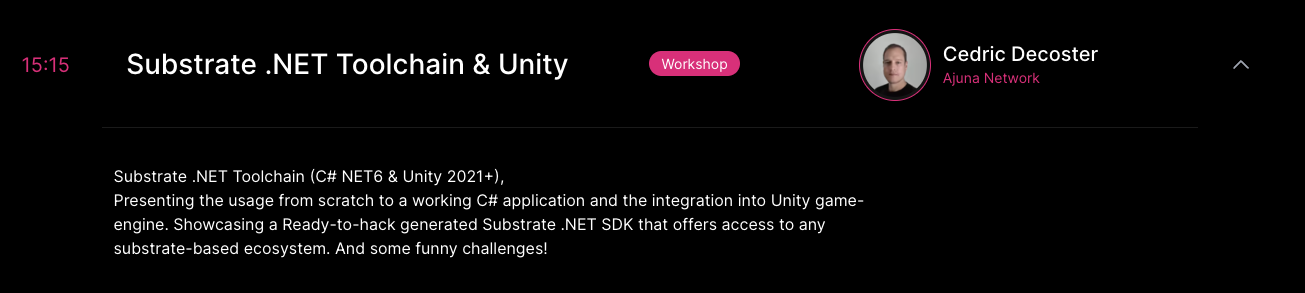 15:15
Substrate .NET Toolchain & Unity
Workshop
Cedric Decoster
Ajuna Network
Substrate .NET Toolchain (C# NET6 & Unity 2021+),
Presenting the usage from scratch to a working C# application and the integration into Unity game-
engine. Showcasing a Ready-to-hack generated Substrate .NET SDK that offers access to any
substrate-based ecosystem. And some funny challenges!